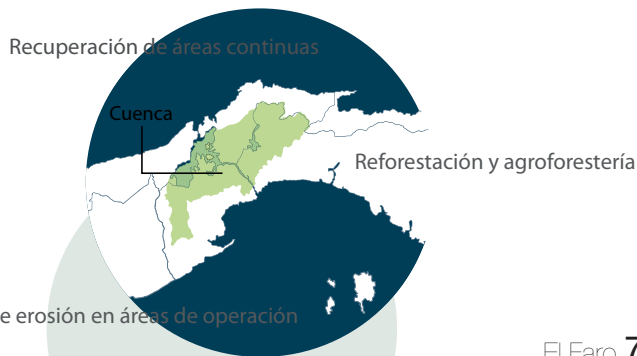 Recuperación de áreas continuas
Cuenca
Reforestación y agroforestería
e erosión en áreas de operación
El Faro 7